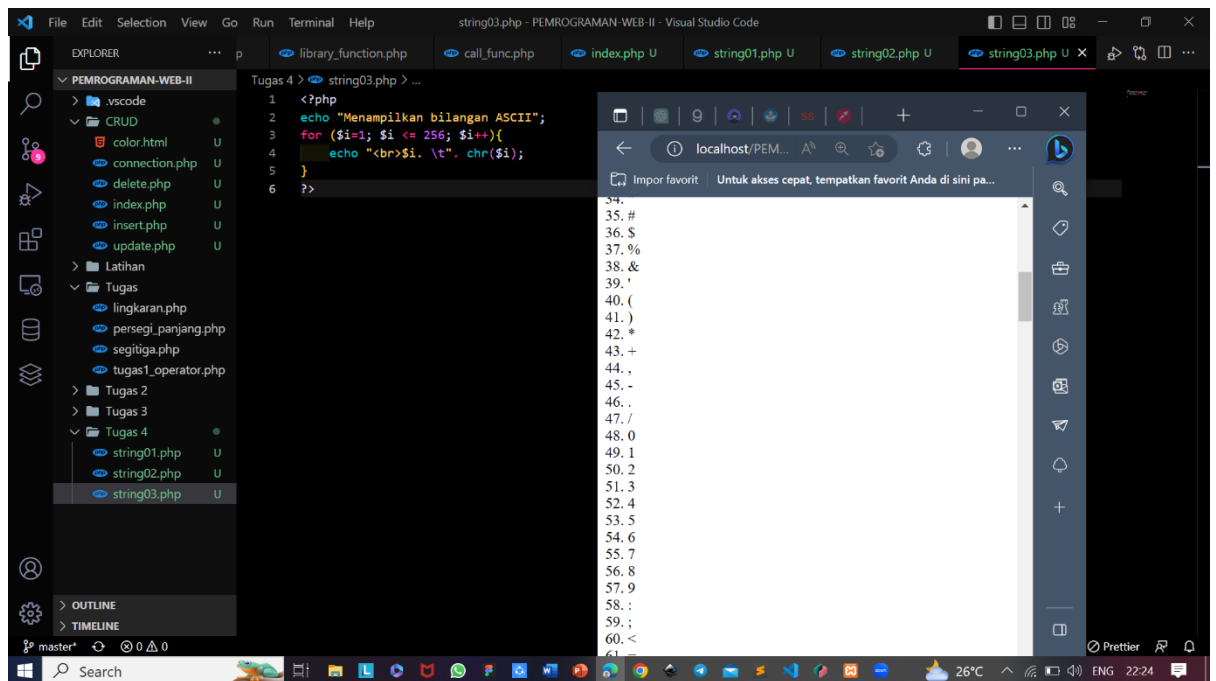 File Edit Selection View Go Run Terminal Help
string03.php - PEMROGRAMAN-WEB-II - Visual Studio Code
EXPLORER
library_function.php
call_func.php
index.php U
string01.php U
string02.php U
string03.php U
PEMROGRAMAN-WEB-II
.vscode
CRUD
color.html U
connection.php U
delete.php U
index.php U
insert.php U
update.php U
Latihan
Tugas
lingkaran.php
persegi_panjang.php
segitiga.php
tugas1_operator.php
Tugas 2
Tugas 3
Tugas 4
string01.php U
string02.php U
string03.php U
OUTLINE
TIMELINE
9
Tugas 4 > string03.php > ...
1 <?php
2 echo "Menampilkan bilangan ASCII";
3 for ($i=1; $i <= 256; $i++){
4 echo "<br>$i. \t". chr($i);
5 }
6 ?>
localhost/PEM...
Impor favorit Untuk akses cepat, tempatkan favorit Anda di sini pa...
34. "
35. #
36. $
37. %
38. &
39. '
40. (
41. )
42. *
43. +
44. ,
45. -
46. .
47. /
48. 0
49. 1
50. 2
51. 3
52. 4
53. 5
54. 6
55. 7
56. 8
57. 9
58. :
59. ;
60. <
61. =
master* 0 0
Prettier
Search
26°C
ENG 22:24